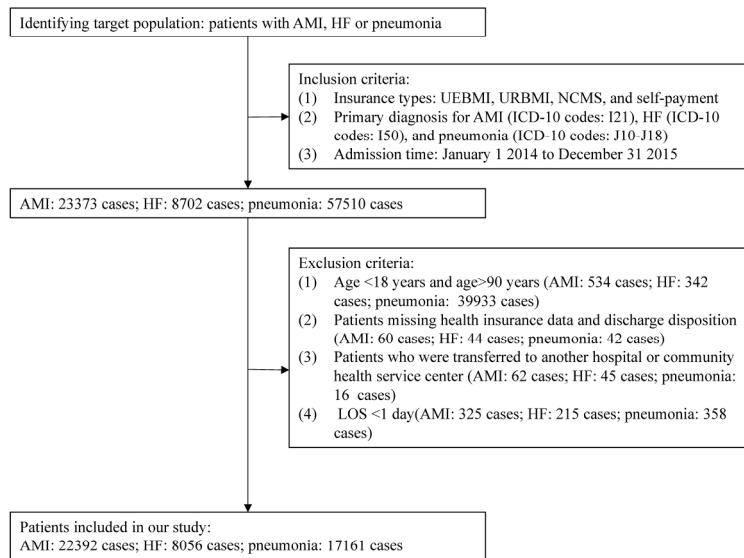 Identifying target population: patients with AMI, HF or pneumonia
Inclusion criteria:
(1) Insurance types: UEBMI, URBMI, NCMS, and self-payment
(2) Primary diagnosis for AMI (ICD-10 codes: I21), HF (ICD-10
codes: I50), and pneumonia (ICD-10 codes: J10-J18)
(3) Admission time: January 1 2014 to December 31 2015
AMI: 23373 cases; HF: 8702 cases; pneumonia: 57510 cases
Exclusion criteria:
(1) Age <18 years and age>90 years (AMI: 534 cases; HF: 342
cases; pneumonia: 39933 cases)
(2) Patients missing health insurance data and discharge disposition
(AMI: 60 cases; HF: 44 cases; pneumonia: 42 cases)
(3) Patients who were transferred to another hospital or community
health service center (AMI: 62 cases; HF: 45 cases; pneumonia:
16 cases)
(4) LOS <1 day(AMI: 325 cases; HF: 215 cases; pneumonia: 358
cases)
Patients included in our study:
AMI: 22392 cases; HF: 8056 cases; pneumonia: 17161 cases